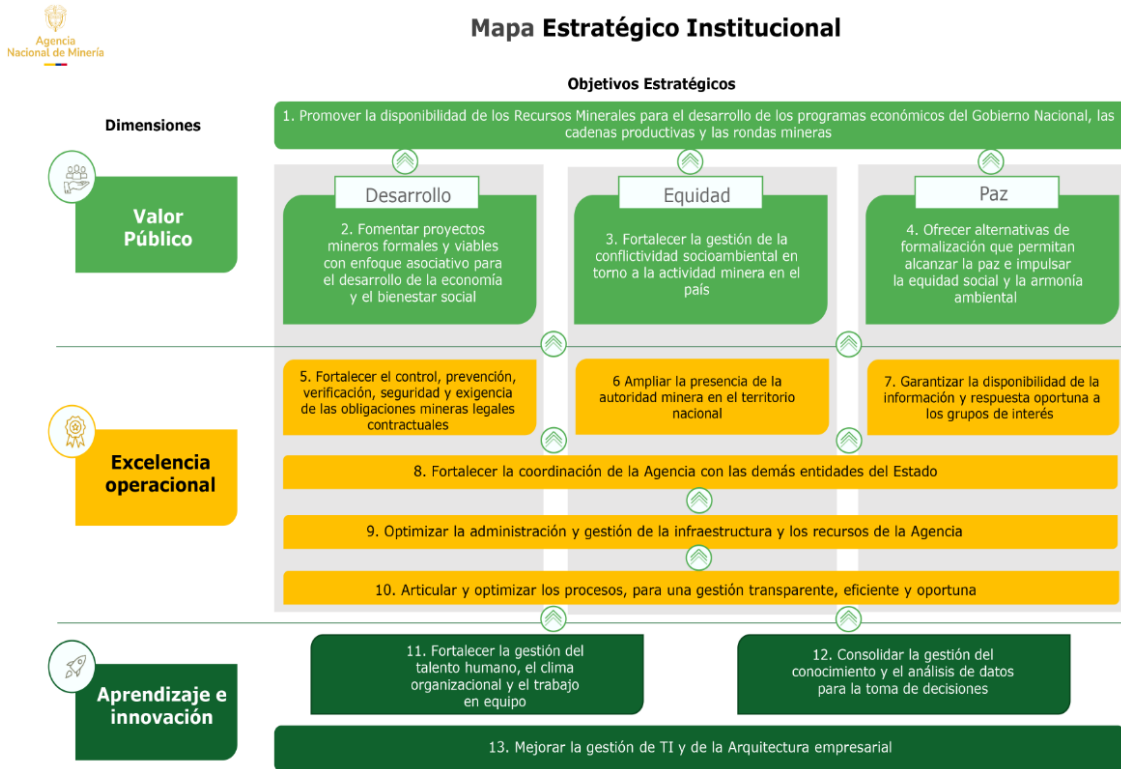 Agencia
Nacional de Minería
Mapa Estratégico Institucional
Objetivos Estratégicos
Dimensiones
1. Promover la disponibilidad de los Recursos Minerales para el desarrollo de los programas económicos del Gobierno Nacional, las
cadenas productivas y las rondas mineras
Valor
Público
Desarrollo
2. Fomentar proyectos
mineros formales y viables
con enfoque asociativo para
el desarrollo de la economía
y el bienestar social
Equidad
3. Fortalecer la gestión de la
conflictividad socioambiental en
torno a la actividad minera en el
país
Paz
4. Ofrecer alternativas de
formalización que permitan
alcanzar la paz e impulsar
la equidad social y la armonía
ambiental
Excelencia
operacional
5. Fortalecer el control, prevención,
verificación, seguridad y exigencia
de las obligaciones mineras legales
contractuales
6 Ampliar la presencia de la
autoridad minera en el territorio
nacional
7. Garantizar la disponibilidad de la
información y respuesta oportuna a
los grupos de interés
8. Fortalecer la coordinación de la Agencia con las demás entidades del Estado
9. Optimizar la administración y gestión de la infraestructura y los recursos de la Agencia
10. Articular y optimizar los procesos, para una gestión transparente, eficiente y oportuna
Aprendizaje e
innovación
11. Fortalecer la gestión del
talento humano, el clima
organizacional y el trabajo
en equipo
12. Consolidar la gestión del
conocimiento y el análisis de datos
para la toma de decisiones
13. Mejorar la gestión de TI y de la Arquitectura empresarial